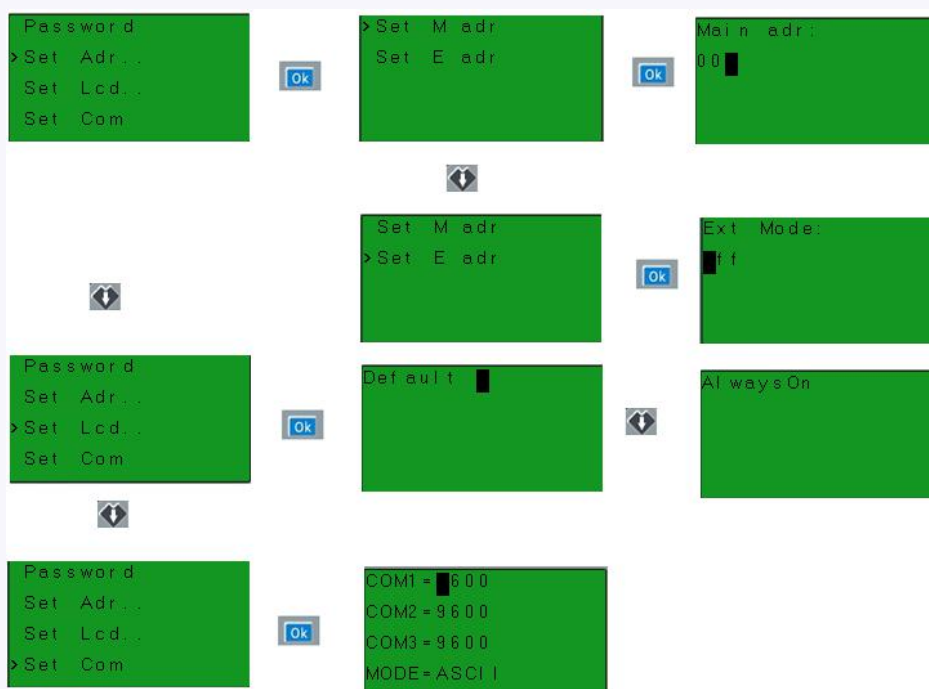 Password
>Set Adr..
Set Lcd..
Set Com
Ok
>Set M adr
Set E adr
Ok
Main adr:
00
Set M adr
>Set E adr
Ok
Ext Mode:
ff
Password
Set Adr..
>Set Lcd..
Set Com
Ok
Default
AlwaysOn
Password
Set Adr..
Set Lcd..
>Set Com
Ok
COM1=600
COM2=9600
COM3=9600
MODE=ASCII